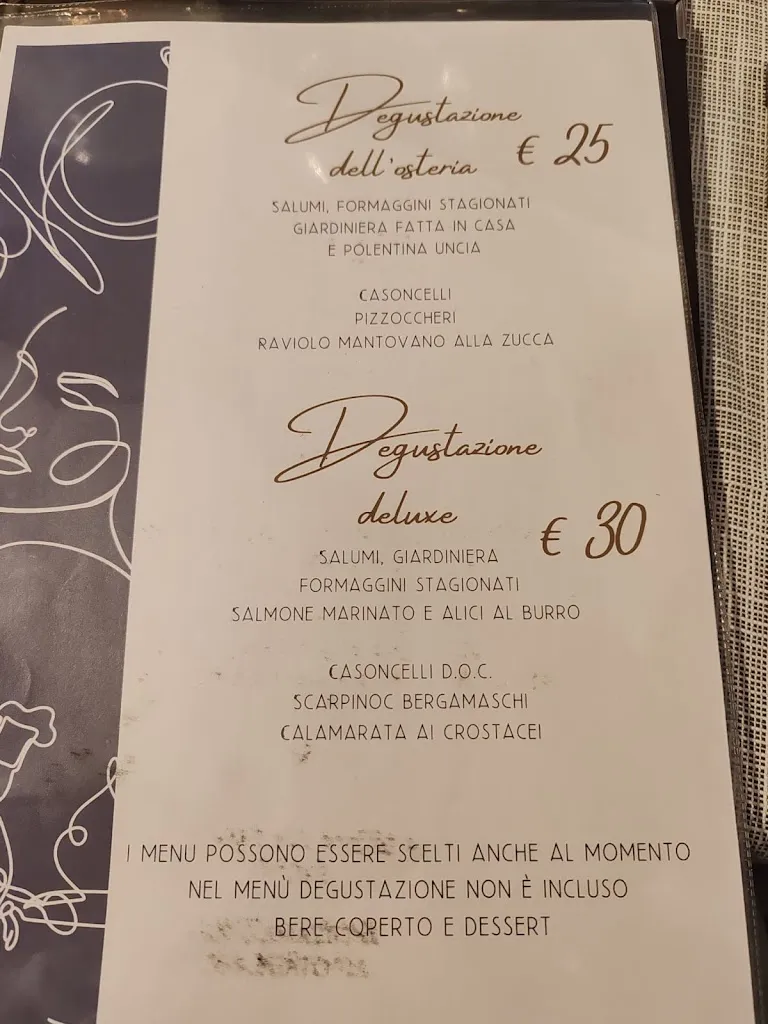 Degustazione
dell'osteria € 25
SALUMI, FORMAGGINI STAGIONATI
GIARDINIERA FATTA IN CASA
E POLENTINA UNCIA
CASONCELLI
PIZZOCCHERI
RAVIOLO MANTOVANO ALLA ZUCCA
Degustazione
deluxe
€ 30
SALUMI, GIARDINIERA
FORMAGGINI STAGIONATI
SALMONE MARINATO E ALICI AL BURRO
CASONCELLI D.O.C.
SCARPINOC BERGAMASCHI
CALAMARATA AI CROSTACEI
I MENU POSSONO ESSERE SCELTI ANCHE AL MOMENTO
NEL MENÙ DEGUSTAZIONE NON È INCLUSO
BERE COPERTO E DESSERT